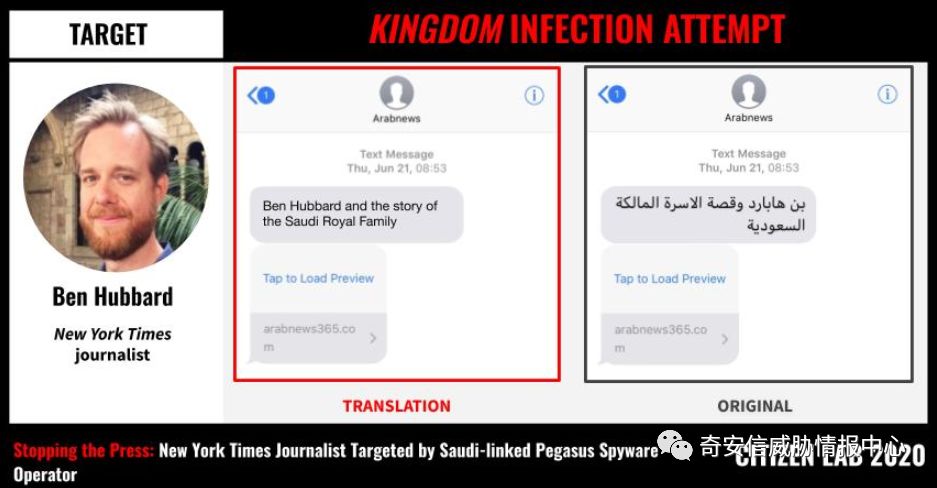 TARGET
KINGDOM INFECTION ATTEMPT
Ben Hubbard
New York Times
journalist
1
Arabnews
Text Message
Thu, Jun 21, 08:53
Ben Hubbard and the story of
the Saudi Royal Family
Tap to Load Preview
arabnews365.co
m
TRANSLATION
1
Arabnews
Text Message
Thu, Jun 21, 08:53
بن هابارد وقصة الاسرة المالكة
السعودية
Tap to Load Preview
arabnews365.co
m
ORIGINAL
Stopping the Press: New York Times Journalist Targeted by Saudi-linked Pegasus Spyware
Operator
奇安信威胁情报中心
CITIZEN LAB 2020